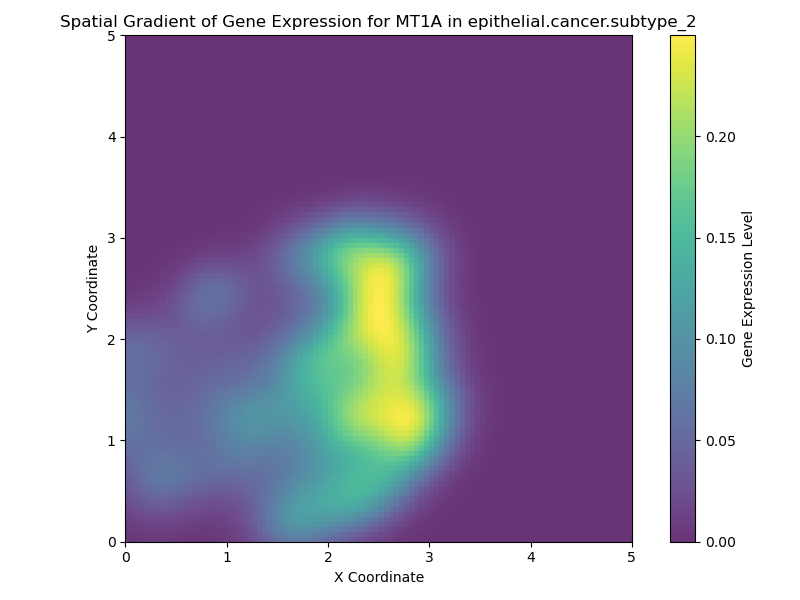 Spatial Gradient of Gene Expression for MT1A in epithelial.cancer.subtype_2
5
4
3
2
1
0
Y Coordinate
0 1 2 3 4 5
X Coordinate
0.20
0.15
0.10
0.05
0.00
Gene Expression Level